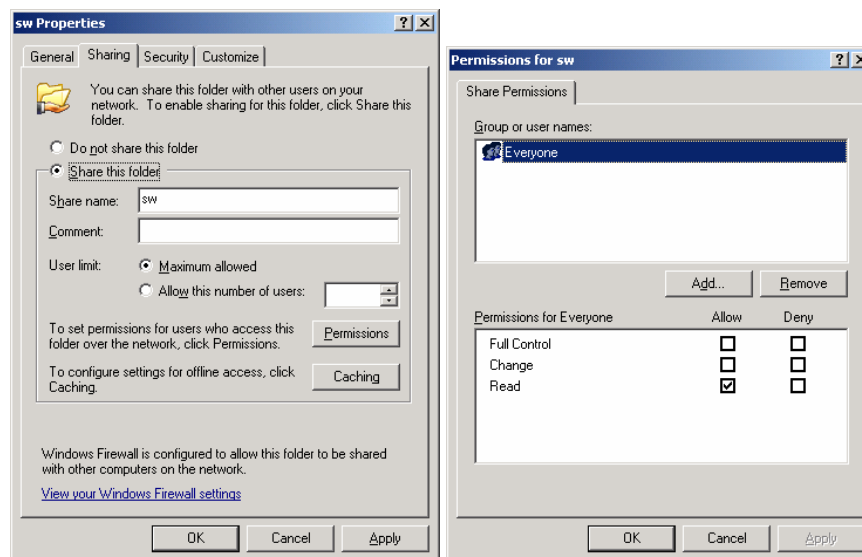 sw Properties
General
Sharing
Security
Customize
You can share this folder with other users on your
network. To enable sharing for this folder, click Share this
folder.
Do not share this folder
Share this folder
Share name:
sw
Comment:
User limit:
Maximum allowed
Allow this number of users:
To set permissions for users who access this
folder over the network, click Permissions.
Permissions
To configure settings for offline access, click
Caching.
Caching
Windows Firewall is configured to allow this folder to be shared
with other computers on the network.
View your Windows Firewall settings
OK
Cancel
Apply
Permissions for sw
Share Permissions
Group or user names:
Everyone
Add...
Remove
Permissions for Everyone
Allow
Deny
Full Control
Change
Read
OK
Cancel
Apply